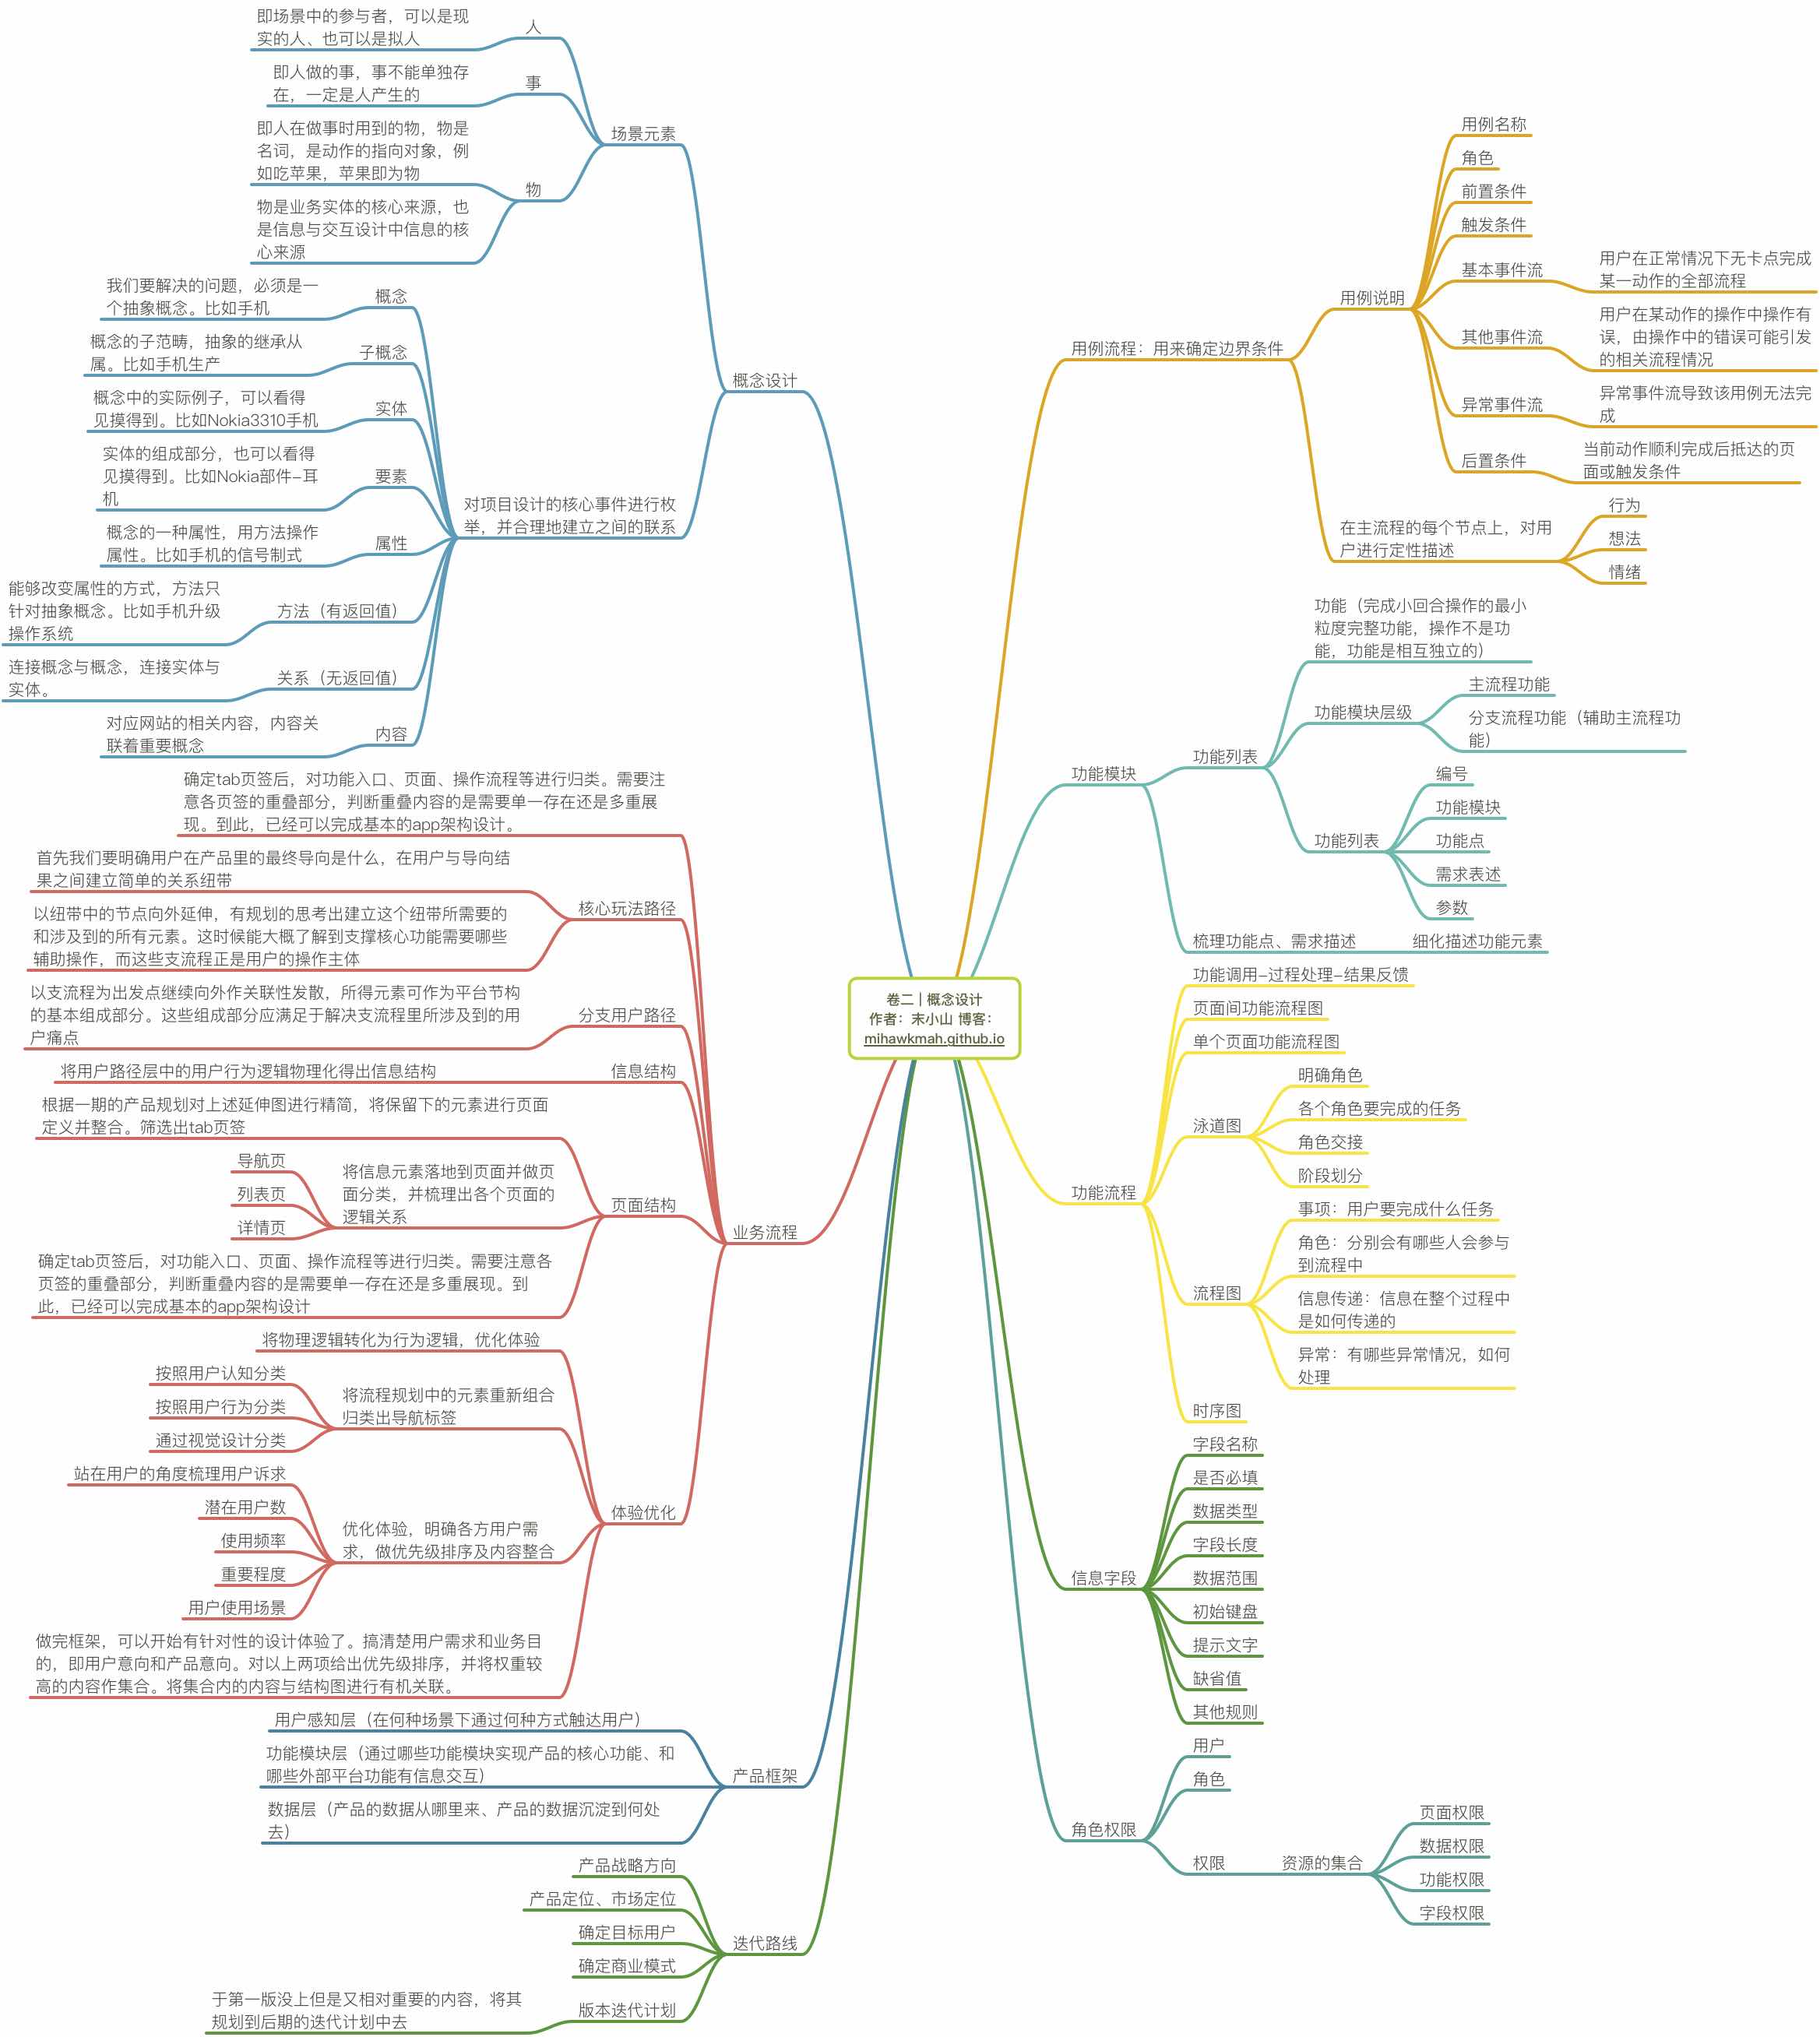 卷二 | 概念设计
作者：末小山 博客：
mihawkmah.github.io
用例流程：用来确定边界条件
用例说明
用例名称
角色
前置条件
触发条件
基本事件流
用户在正常情况下无卡点完成
某一动作的全部流程
其他事件流
用户在某动作的操作中操作有
误，由操作中的错误可能引发
的相关流程情况
异常事件流
异常事件流导致该用例无法完
成
后置条件
当前动作顺利完成后抵达的页
面或触发条件
在主流程的每个节点上，对用
户进行定性描述
行为
想法
情绪
功能模块
功能列表
功能（完成小回合操作的最小
粒度完整功能，操作不是功
能，功能是相互独立的）
功能模块层级
主流程功能
分支流程功能（辅助主流程功
能）
功能列表
编号
功能模块
功能点
需求表述
参数
梳理功能点、需求描述
细化描述功能元素
功能流程
功能调用–过程处理–结果反馈
页面间功能流程图
单个页面功能流程图
泳道图
明确角色
各个角色要完成的任务
角色交接
阶段划分
流程图
事项：用户要完成什么任务
角色：分别会有哪些人会参与
到流程中
信息传递：信息在整个过程中
是如何传递的
异常：有哪些异常情况，如何
处理
时序图
信息字段
字段名称
是否必填
数据类型
字段长度
数据范围
初始键盘
提示文字
缺省值
其他规则
角色权限
用户
角色
权限
资源的集合
页面权限
数据权限
功能权限
字段权限
概念设计
场景元素
人
即场景中的参与者，可以是现
实的人、也可以是拟人
事
即人做的事，事不能单独存
在，一定是人产生的
物
即人在做事时用到的物，物是
名词，是动作的指向对象，例
如吃苹果，苹果即为物
物是业务实体的核心来源，也
是信息与交互设计中信息的核
心来源
对项目设计的核心事件进行枚
举，并合理地建立之间的联系
概念
我们要解决的问题，必须是一
个抽象概念。比如手机
子概念
概念的子范畴，抽象的继承从
属。比如手机生产
实体
概念中的实际例子，可以看得
见摸得到。比如Nokia3310手机
要素
实体的组成部分，也可以看得
见摸得到。比如Nokia部件–耳
机
属性
概念的一种属性，用方法操作
属性。比如手机的信号制式
方法（有返回值）
能够改变属性的方式，方法只
针对抽象概念。比如手机升级
操作系统
关系（无返回值）
连接概念与概念，连接实体与
实体。
内容
对应网站的相关内容，内容关
联着重要概念
业务流程
确定tab页签后，对功能入口、页面、操作流程等进行归类。需要注
意各页签的重叠部分，判断重叠内容的是需要单一存在还是多重展
现。到此，已经可以完成基本的app架构设计。
核心玩法路径
首先我们要明确用户在产品里的最终导向是什么，在用户与导向结
果之间建立简单的关系纽带
以纽带中的节点向外延伸，有规划的思考出建立这个纽带所需要的
和涉及到的所有元素。这时候能大概了解到支撑核心功能需要哪些
辅助操作，而这些支流程正是用户的操作主体
分支用户路径
以支流程为出发点继续向外作关联性发散，所得元素可作为平台节构
的基本组成部分。这些组成部分应满足于解决支流程里所涉及到的用
户痛点
信息结构
将用户路径层中的用户行为逻辑物理化得出信息结构
页面结构
根据一期的产品规划对上述延伸图进行精简，将保留下的元素进行页面
定义并整合。筛选出tab页签
将信息元素落地到页面并做页
面分类，并梳理出各个页面的
逻辑关系
导航页
列表页
详情页
确定tab页签后，对功能入口、页面、操作流程等进行归类。需要注意各
页签的重叠部分，判断重叠内容的是需要单一存在还是多重展现。到
此，已经可以完成基本的app架构设计
体验优化
将物理逻辑转化为行为逻辑，优化体验
将流程规划中的元素重新组合
归类出导航标签
按照用户认知分类
按照用户行为分类
通过视觉设计分类
优化体验，明确各方用户需
求，做优先级排序及内容整合
站在用户的角度梳理用户诉求
潜在用户数
使用频率
重要程度
用户使用场景
做完框架，可以开始有针对性的设计体验了。搞清楚用户需求和业务目
的，即用户意向和产品意向。对以上两项给出优先级排序，并将权重较
高的内容作集合。将集合内的内容与结构图进行有机关联。
产品框架
用户感知层（在何种场景下通过何种方式触达用户）
功能模块层（通过哪些功能模块实现产品的核心功能、和
哪些外部平台功能有信息交互）
数据层（产品的数据从哪里来、产品的数据沉淀到何处
去）
迭代路线
产品战略方向
产品定位、市场定位
确定目标用户
确定商业模式
版本迭代计划
于第一版没上但是又相对重要的内容，将其
规划到后期的迭代计划中去